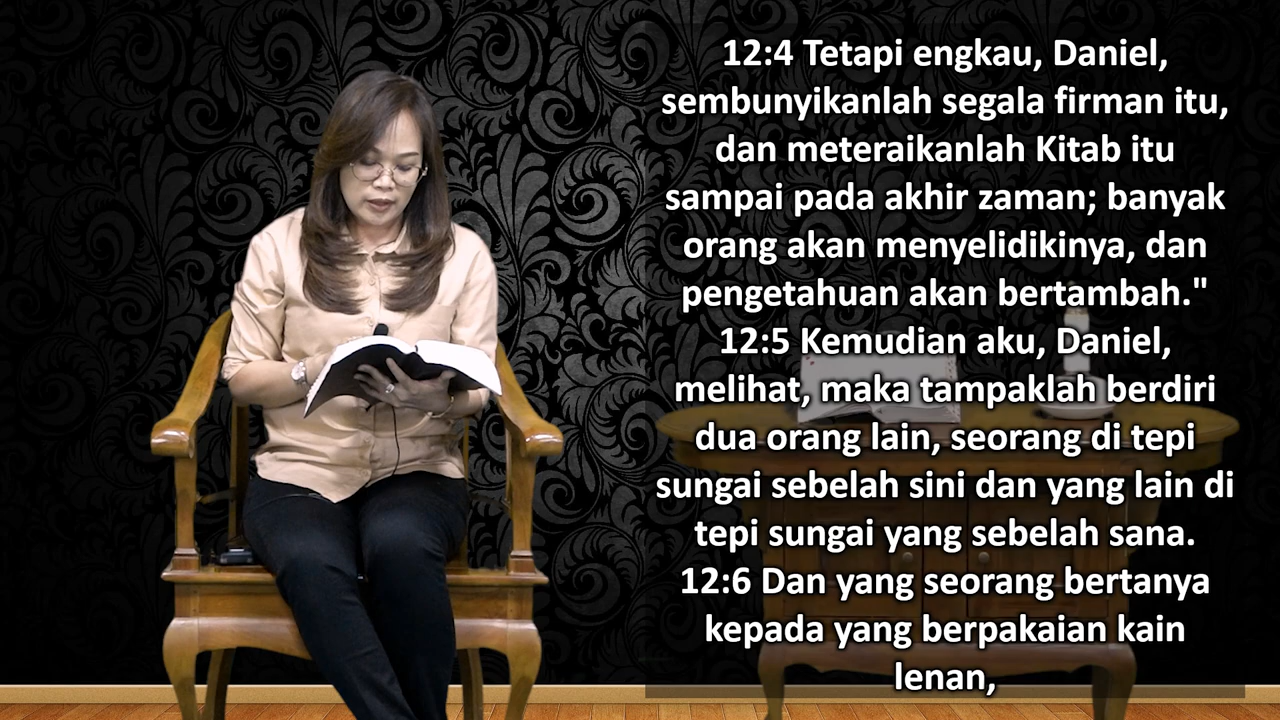 12:4 Tetapi engkau, Daniel,
sembunyikanlah segala firman itu,
dan meteraikanlah Kitab itu
sampai pada akhir zaman; banyak
orang akan menyelidikinya, dan
pengetahuan akan bertambah."
12:5 Kemudian aku, Daniel,
melihat, maka tampaklah berdiri
dua orang lain, seorang di tepi
sungai sebelah sini dan yang lain di
tepi sungai yang sebelah sana.
12:6 Dan yang seorang bertanya
kepada yang berpakaian kain
lenan,